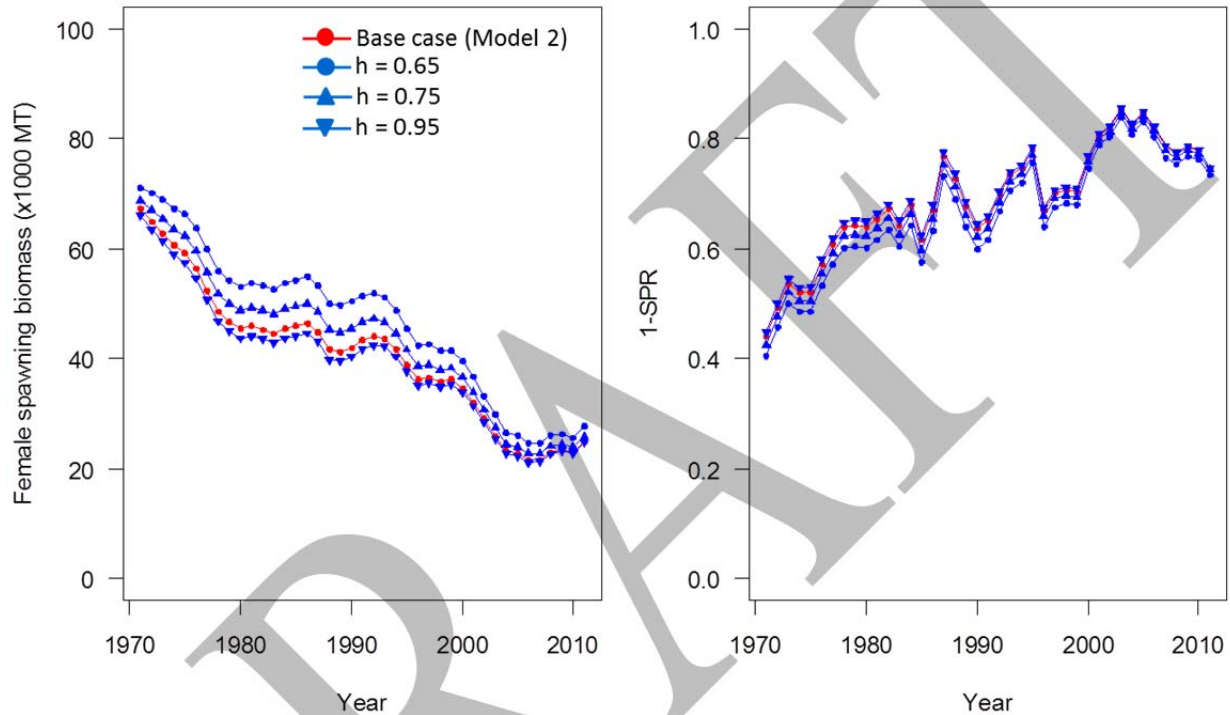 100
80
60
40
20
0
Female spawning biomass (x1000 MT)
Base case (Model 2)
h = 0.65
h = 0.75
h = 0.95
1970 1980 1990 2000 2010
Year
1.0
0.8
0.6
0.4
0.2
0.0
1-SPR
1970 1980 1990 2000 2010
Year
RAFT